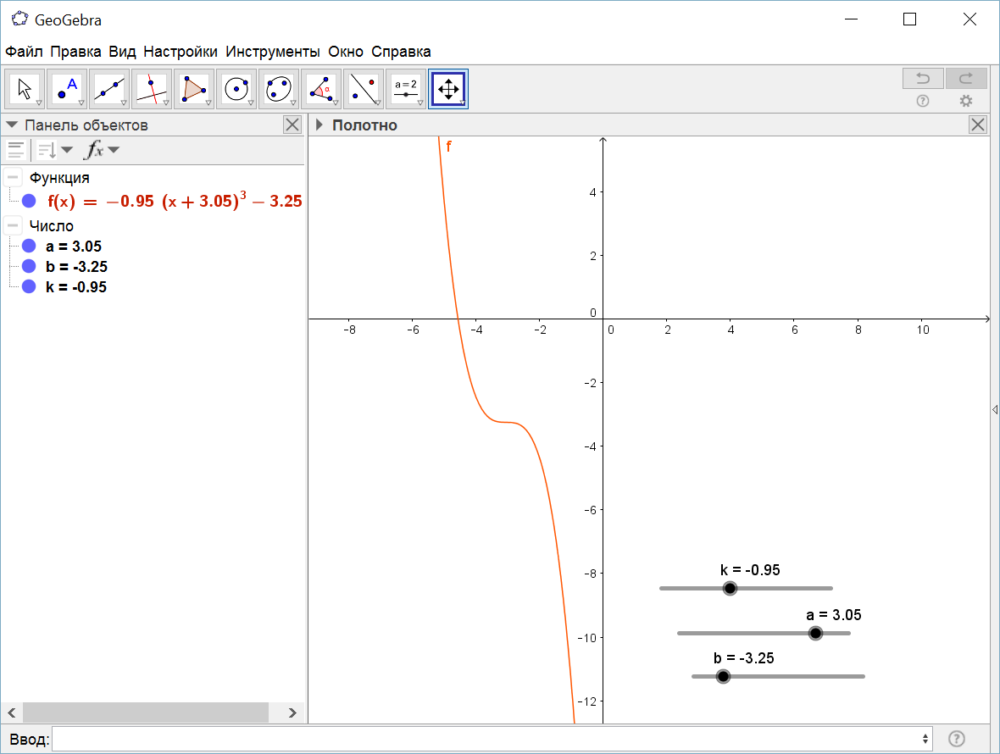 GeoGebra
Файл Правка Вид Настройки Инструменты Окно Справка
A
α
a = 2
Панель объектов
Полотно
fx
Функция
f(x) = −0.95 (x + 3.05)³ − 3.25
Число
a = 3.05
b = -3.25
k = -0.95
f
4
2
0
-8 -6 -4 -2 0 2 4 6 8 10
-2
-4
-6
-8
-10
-12
k = -0.95
a = 3.05
b = -3.25
Ввод: